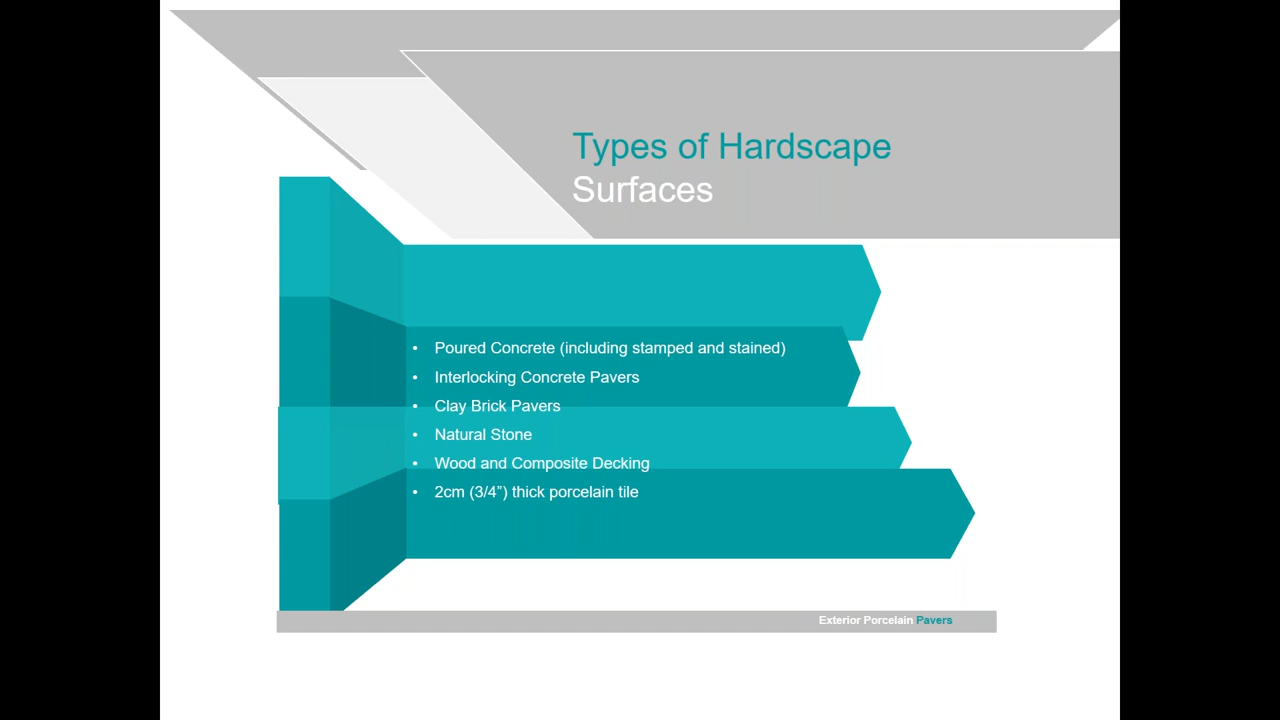 Types of Hardscape
Surfaces
• Poured Concrete (including stamped and stained)
• Interlocking Concrete Pavers
• Clay Brick Pavers
• Natural Stone
• Wood and Composite Decking
• 2cm (3/4”) thick porcelain tile
Exterior Porcelain Pavers